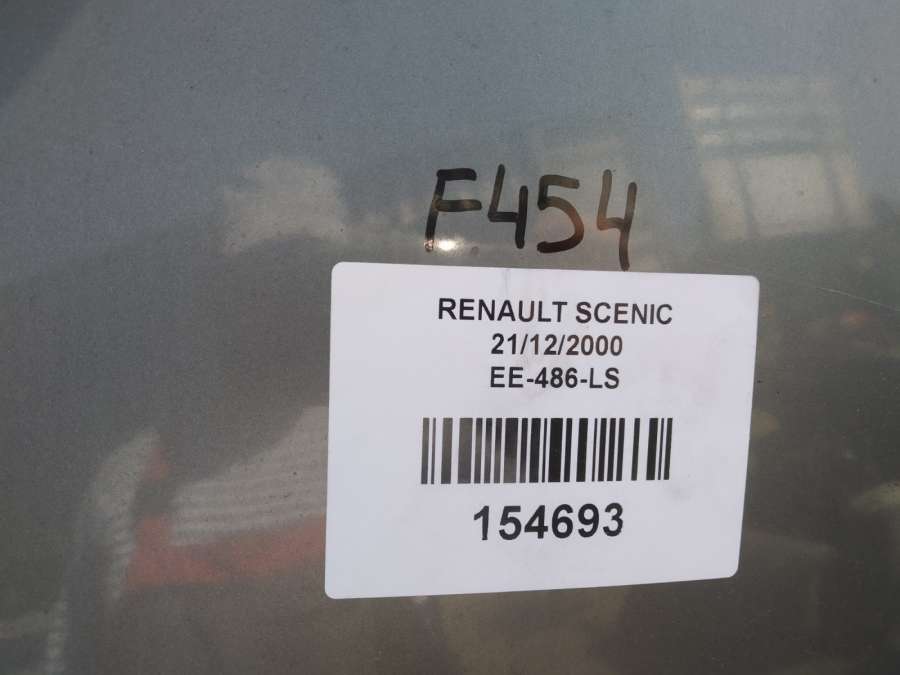 F454
RENAULT SCENIC
21/12/2000
EE-486-LS
154693